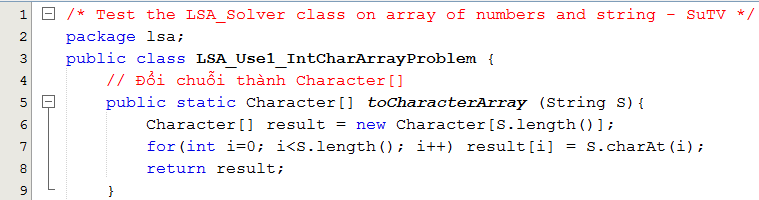 1 /* Test the LSA_Solver class on array of numbers and string - SuTV */
2 package lsa;
3 public class LSA_Use1_IntCharArrayProblem {
4 // Đổi chuỗi thành Character[]
5 public static Character[] toCharacterArray (String S){
6 Character[] result = new Character[S.length()];
7 for(int i=0; i<S.length(); i++) result[i] = S.charAt(i);
8 return result;
9 }